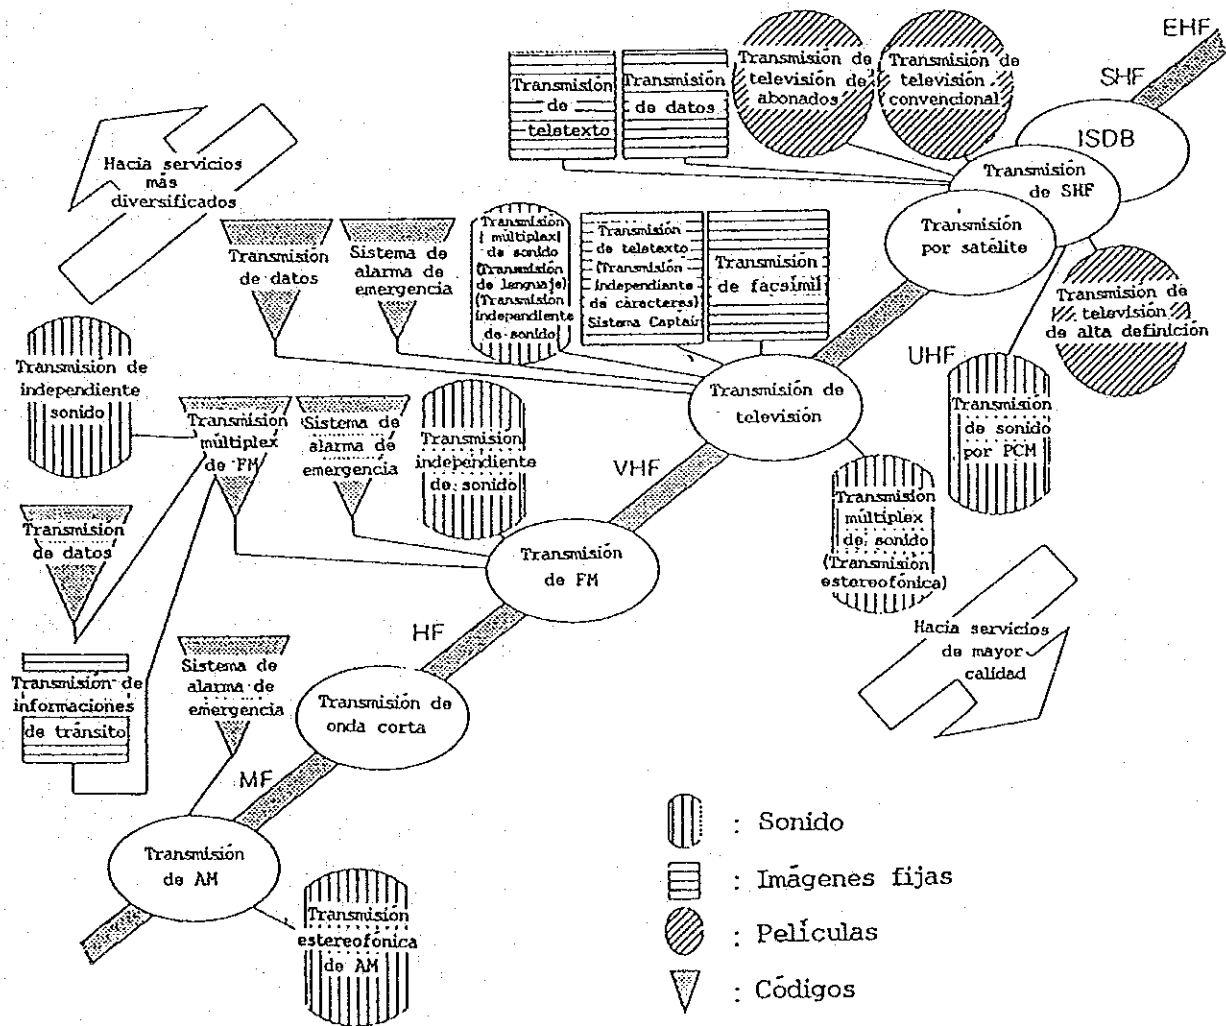 EHF
SHF
ISDB
Transmisión
de
teletexto
Transmisión
de datos
Transmisión de
televisión de
abonados
Transmisión de
televisión
convencional
Transmisión
de SHF
Transmisión
por satélite
Hacia servicios
más
diversificados
Transmisión
de datos
Sistema de
alarma de
emergencia
Transmisión
múltiplex
de sonido
(Transmisión
de lenguaje)
(Transmisión
independiente
de sonido
Transmisión
de teletexto
(Transmisión
independiante
de caracteres)
Sistema Captain
Transmisión
de facsímil
Transmisión de
televisión
de alta definición
UHF
Transmisión de
independiente
sonido
Transmisión
múltiplex
de FM
Sistema de
alarma de
emergencia
Transmisión
independiente
de sonido
Transmisión de
televisión
Transmisión
de sonido
por PCM
VHF
Transmisión
múltiplex
de sonido
(Transmisión
estereofónica)
Transmisión
de datos
Transmisión
de FM
Hacia servicios
de mayor
calidad
HF
Transmisión de
informaciones
de tránsito
Sistema de
alarma de
emergencia
Transmisión de
onda corta
MF
Transmisión
de AM
Transmisión
estereofónica
de AM
: Sonido
: Imágenes fijas
: Películas
: Códigos